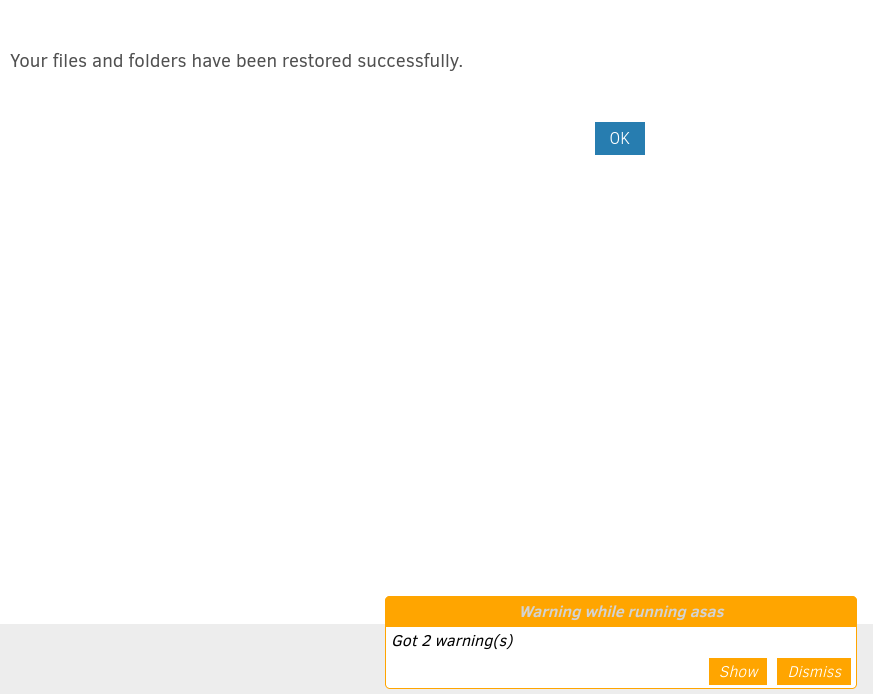 Your files and folders have been restored successfully.
OK
Warning while running asas
Got 2 warning(s)
Show Dismiss